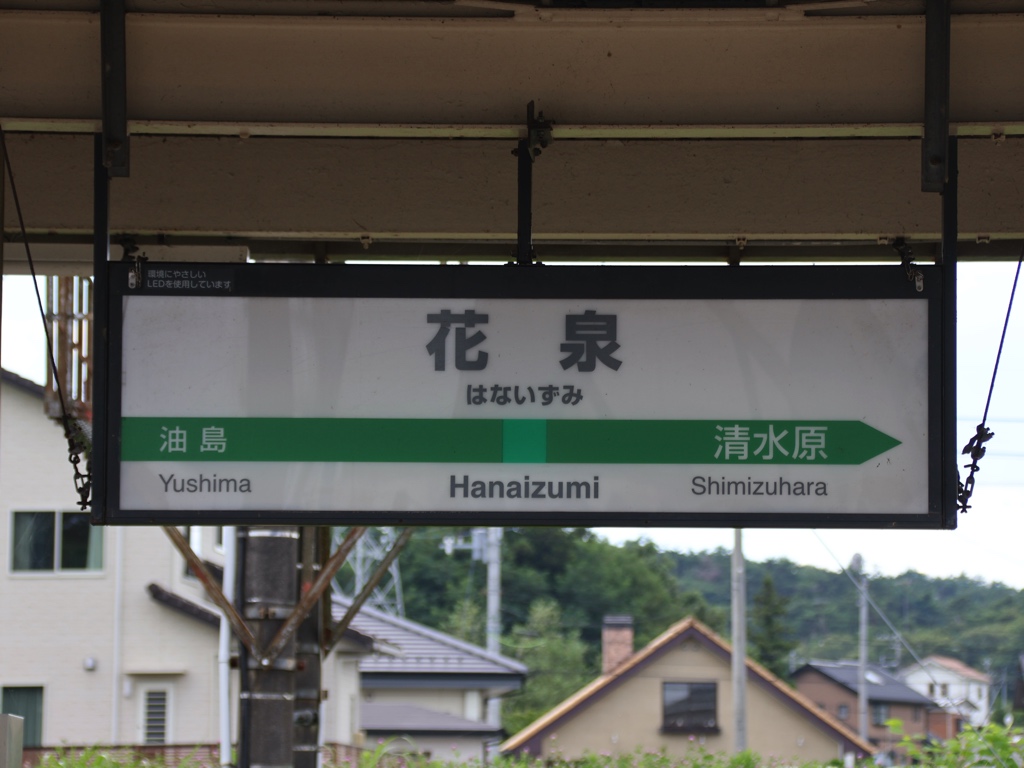 環境にやさしい
LEDを使用しています
花泉
はないずみ
油島 清水原
Yushima Hanaizumi Shimizuhara